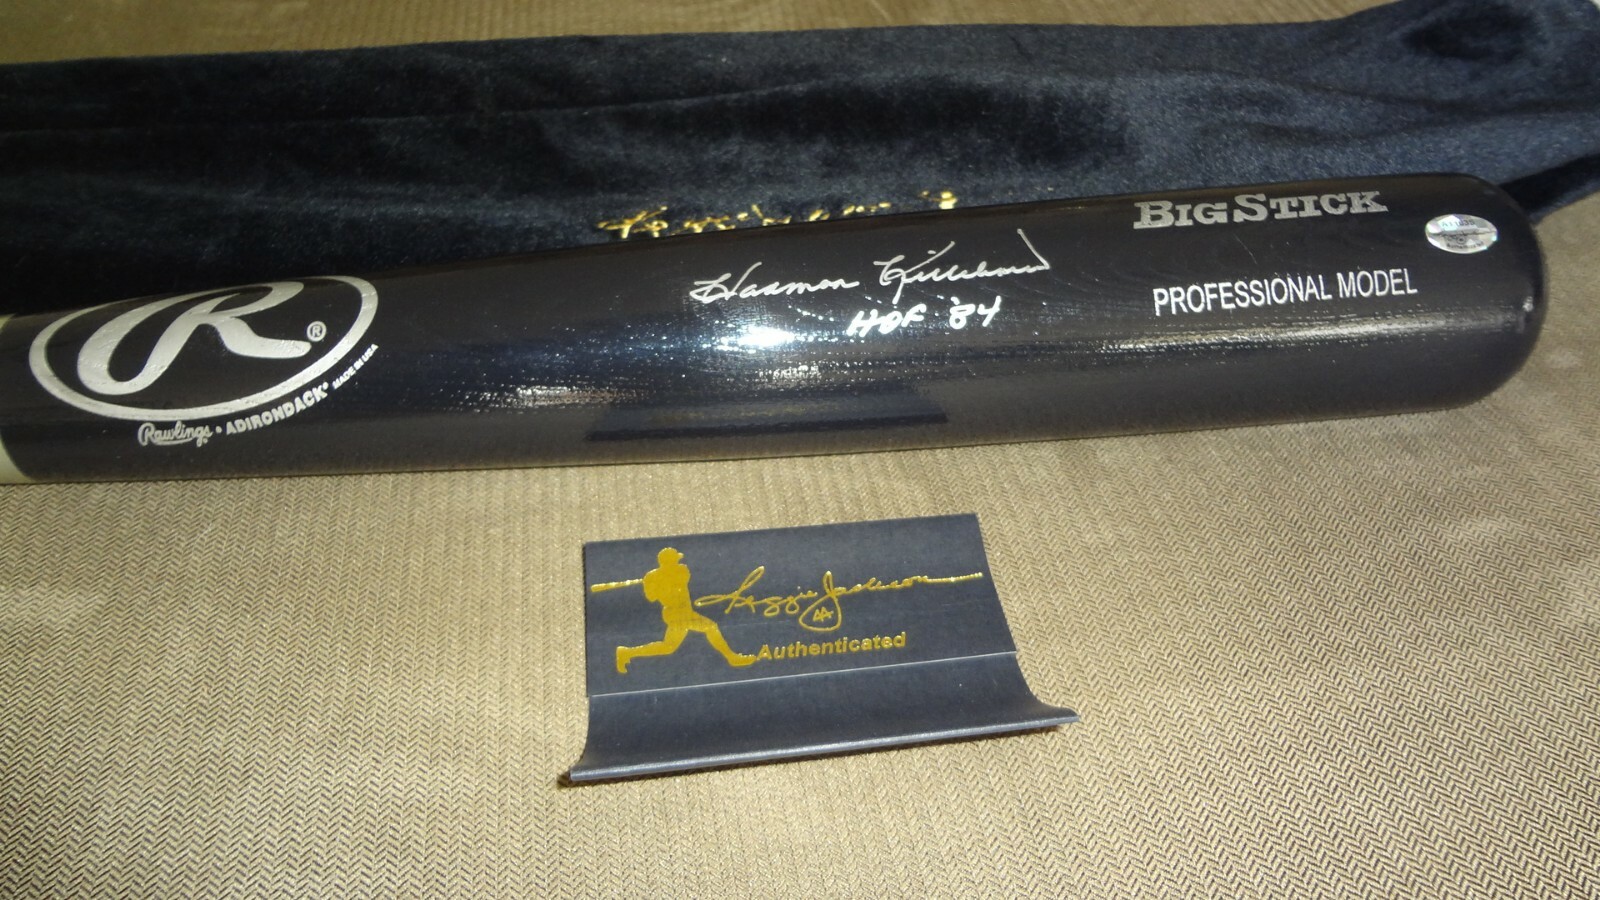 BIG STICK
PROFESSIONAL MODEL
Harmon Killebrew
HOF '84
R®
MADE IN USA
Rawlings • ADIRONDACK®
Reggie Jackson
Authenticated